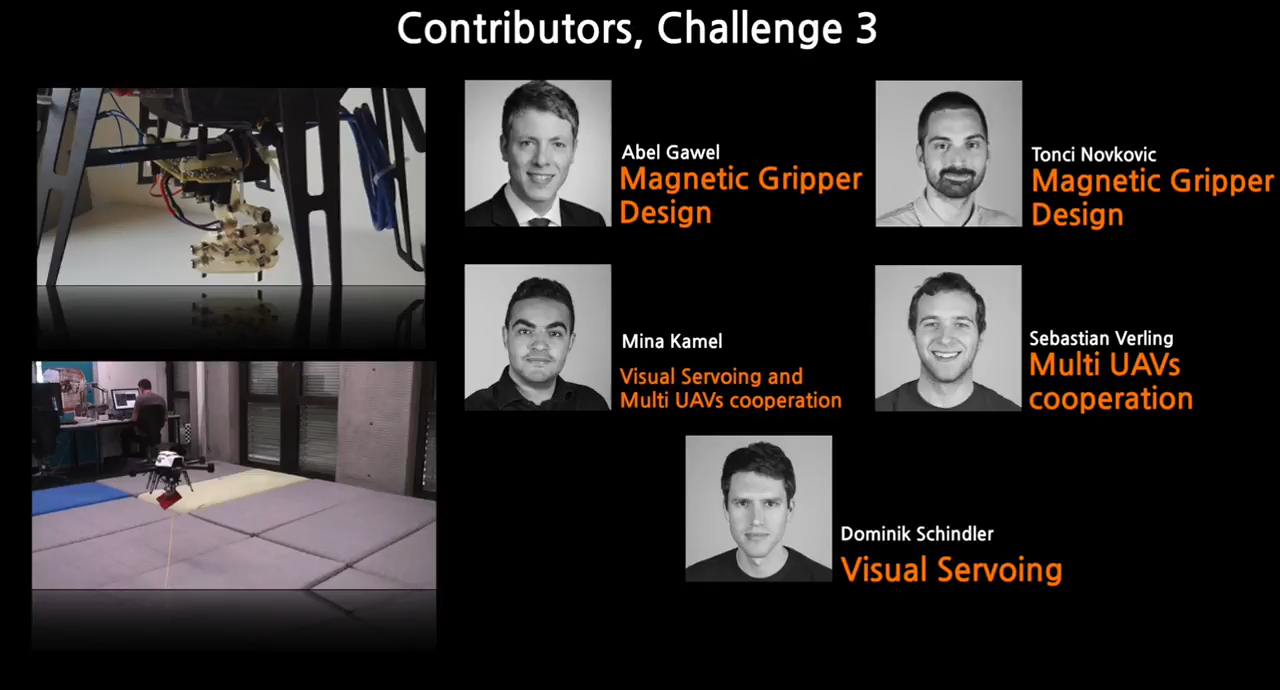 Contributors, Challenge 3
Abel Gawel
Magnetic Gripper
Design
Tonci Novkovic
Magnetic Gripper
Design
Mina Kamel
Visual Servoing and
Multi UAVs cooperation
Sebastian Verling
Multi UAVs
cooperation
Dominik Schindler
Visual Servoing